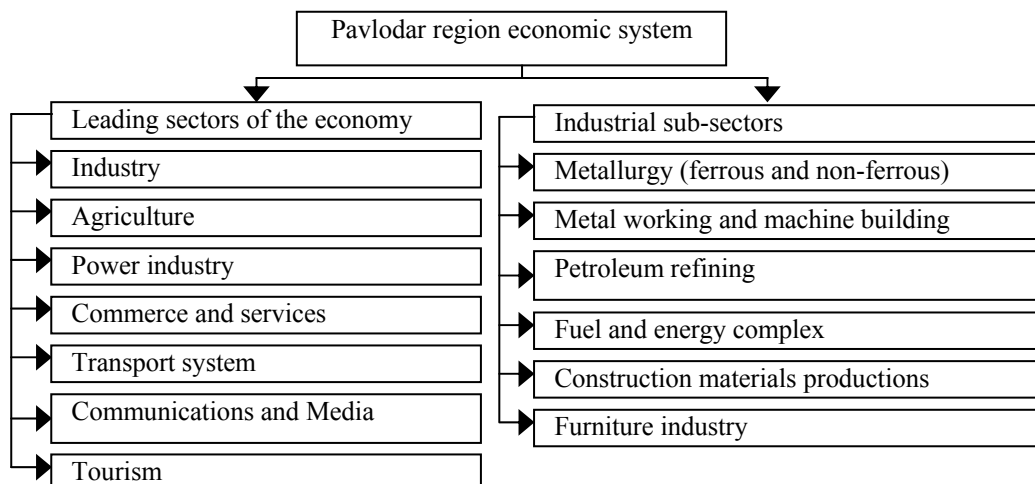 Pavlodar region economic system
Leading sectors of the economy
Industry
Agriculture
Power industry
Commerce and services
Transport system
Communications and Media
Tourism
Industrial sub-sectors
Metallurgy (ferrous and non-ferrous)
Metal working and machine building
Petroleum refining
Fuel and energy complex
Construction materials productions
Furniture industry